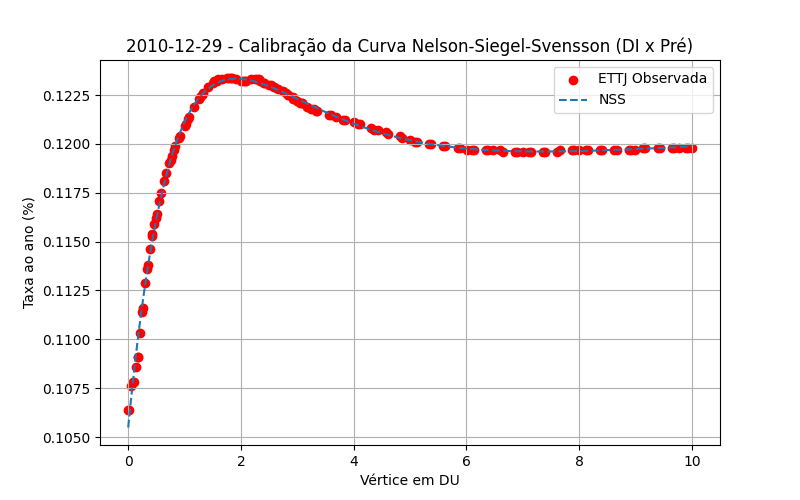 2010-12-29 - Calibração da Curva Nelson-Siegel-Svensson (DI x Pré)
ETTJ Observada
NSS
Taxa ao ano (%)
0.1225
0.1200
0.1175
0.1150
0.1125
0.1100
0.1075
0.1050
0 2 4 6 8 10
Vértice em DU